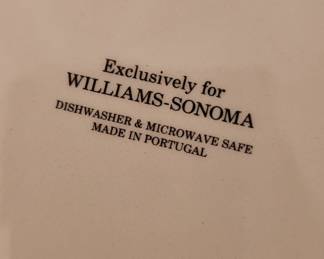 Exclusively for
WILLIAMS-SONOMA
DISHWASHER & MICROWAVE SAFE
MADE IN PORTUGAL